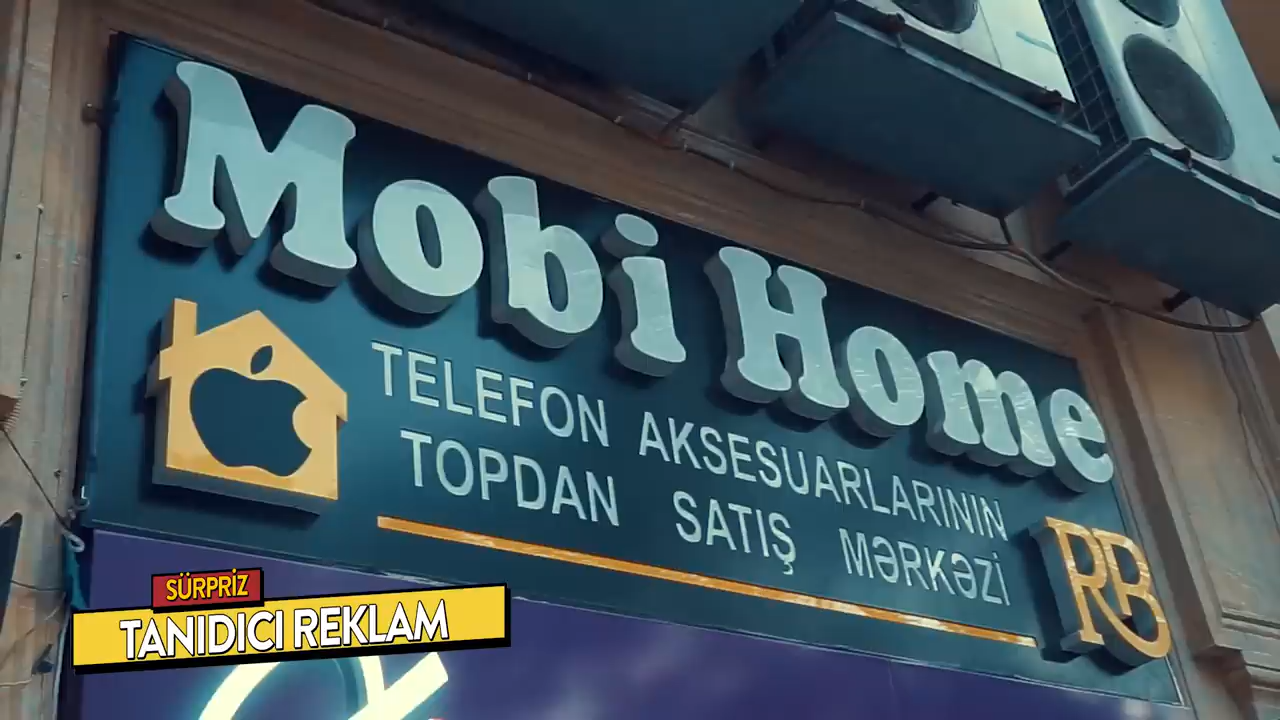 Mobi Home
TELEFON AKSESUARLARININ
TOPDAN SATIŞ MƏRKƏZİ
RB
SÜRPRİZ
TANIDICI REKLAM